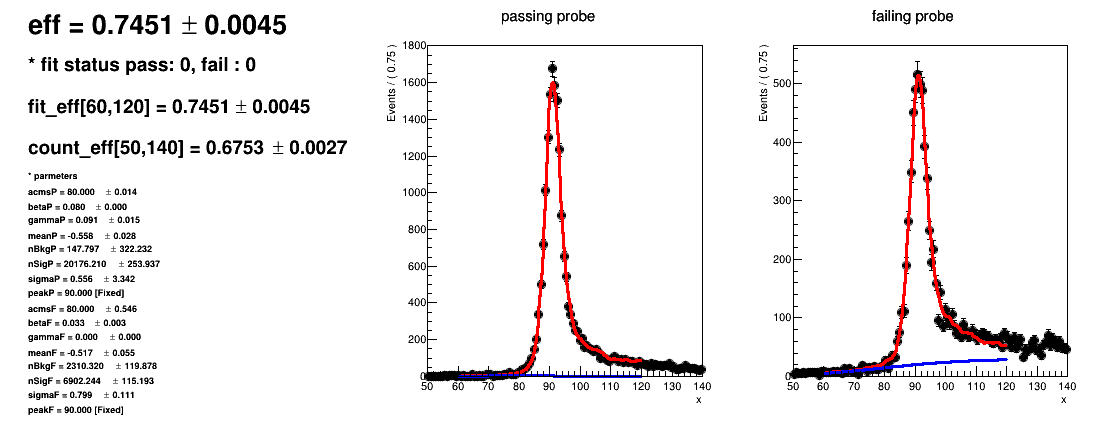 eff = 0.7451 ± 0.0045
* fit status pass: 0, fail : 0
fit_eff[60,120] = 0.7451 ± 0.0045
count_eff[50,140] = 0.6753 ± 0.0027
* parmeters
acmsP = 80.000 ± 0.014
betaP = 0.080 ± 0.000
gammaP = 0.091 ± 0.015
meanP = -0.558 ± 0.028
nBkgP = 147.797 ± 322.232
nSigP = 20176.210 ± 253.937
sigmaP = 0.556 ± 3.342
peakP = 90.000 [Fixed]
acmsF = 80.000 ± 0.546
betaF = 0.033 ± 0.003
gammaF = 0.000 ± 0.000
meanF = -0.517 ± 0.055
nBkgF = 2310.320 ± 119.878
nSigF = 6902.244 ± 115.193
sigmaF = 0.799 ± 0.111
peakF = 90.000 [Fixed]
passing probe
Events / ( 0.75 )
1800
1600
1400
1200
1000
800
600
400
200
0
50 60 70 80 90 100 110 120 130 140
x
failing probe
Events / ( 0.75 )
500
400
300
200
100
0
50 60 70 80 90 100 110 120 130 140
x